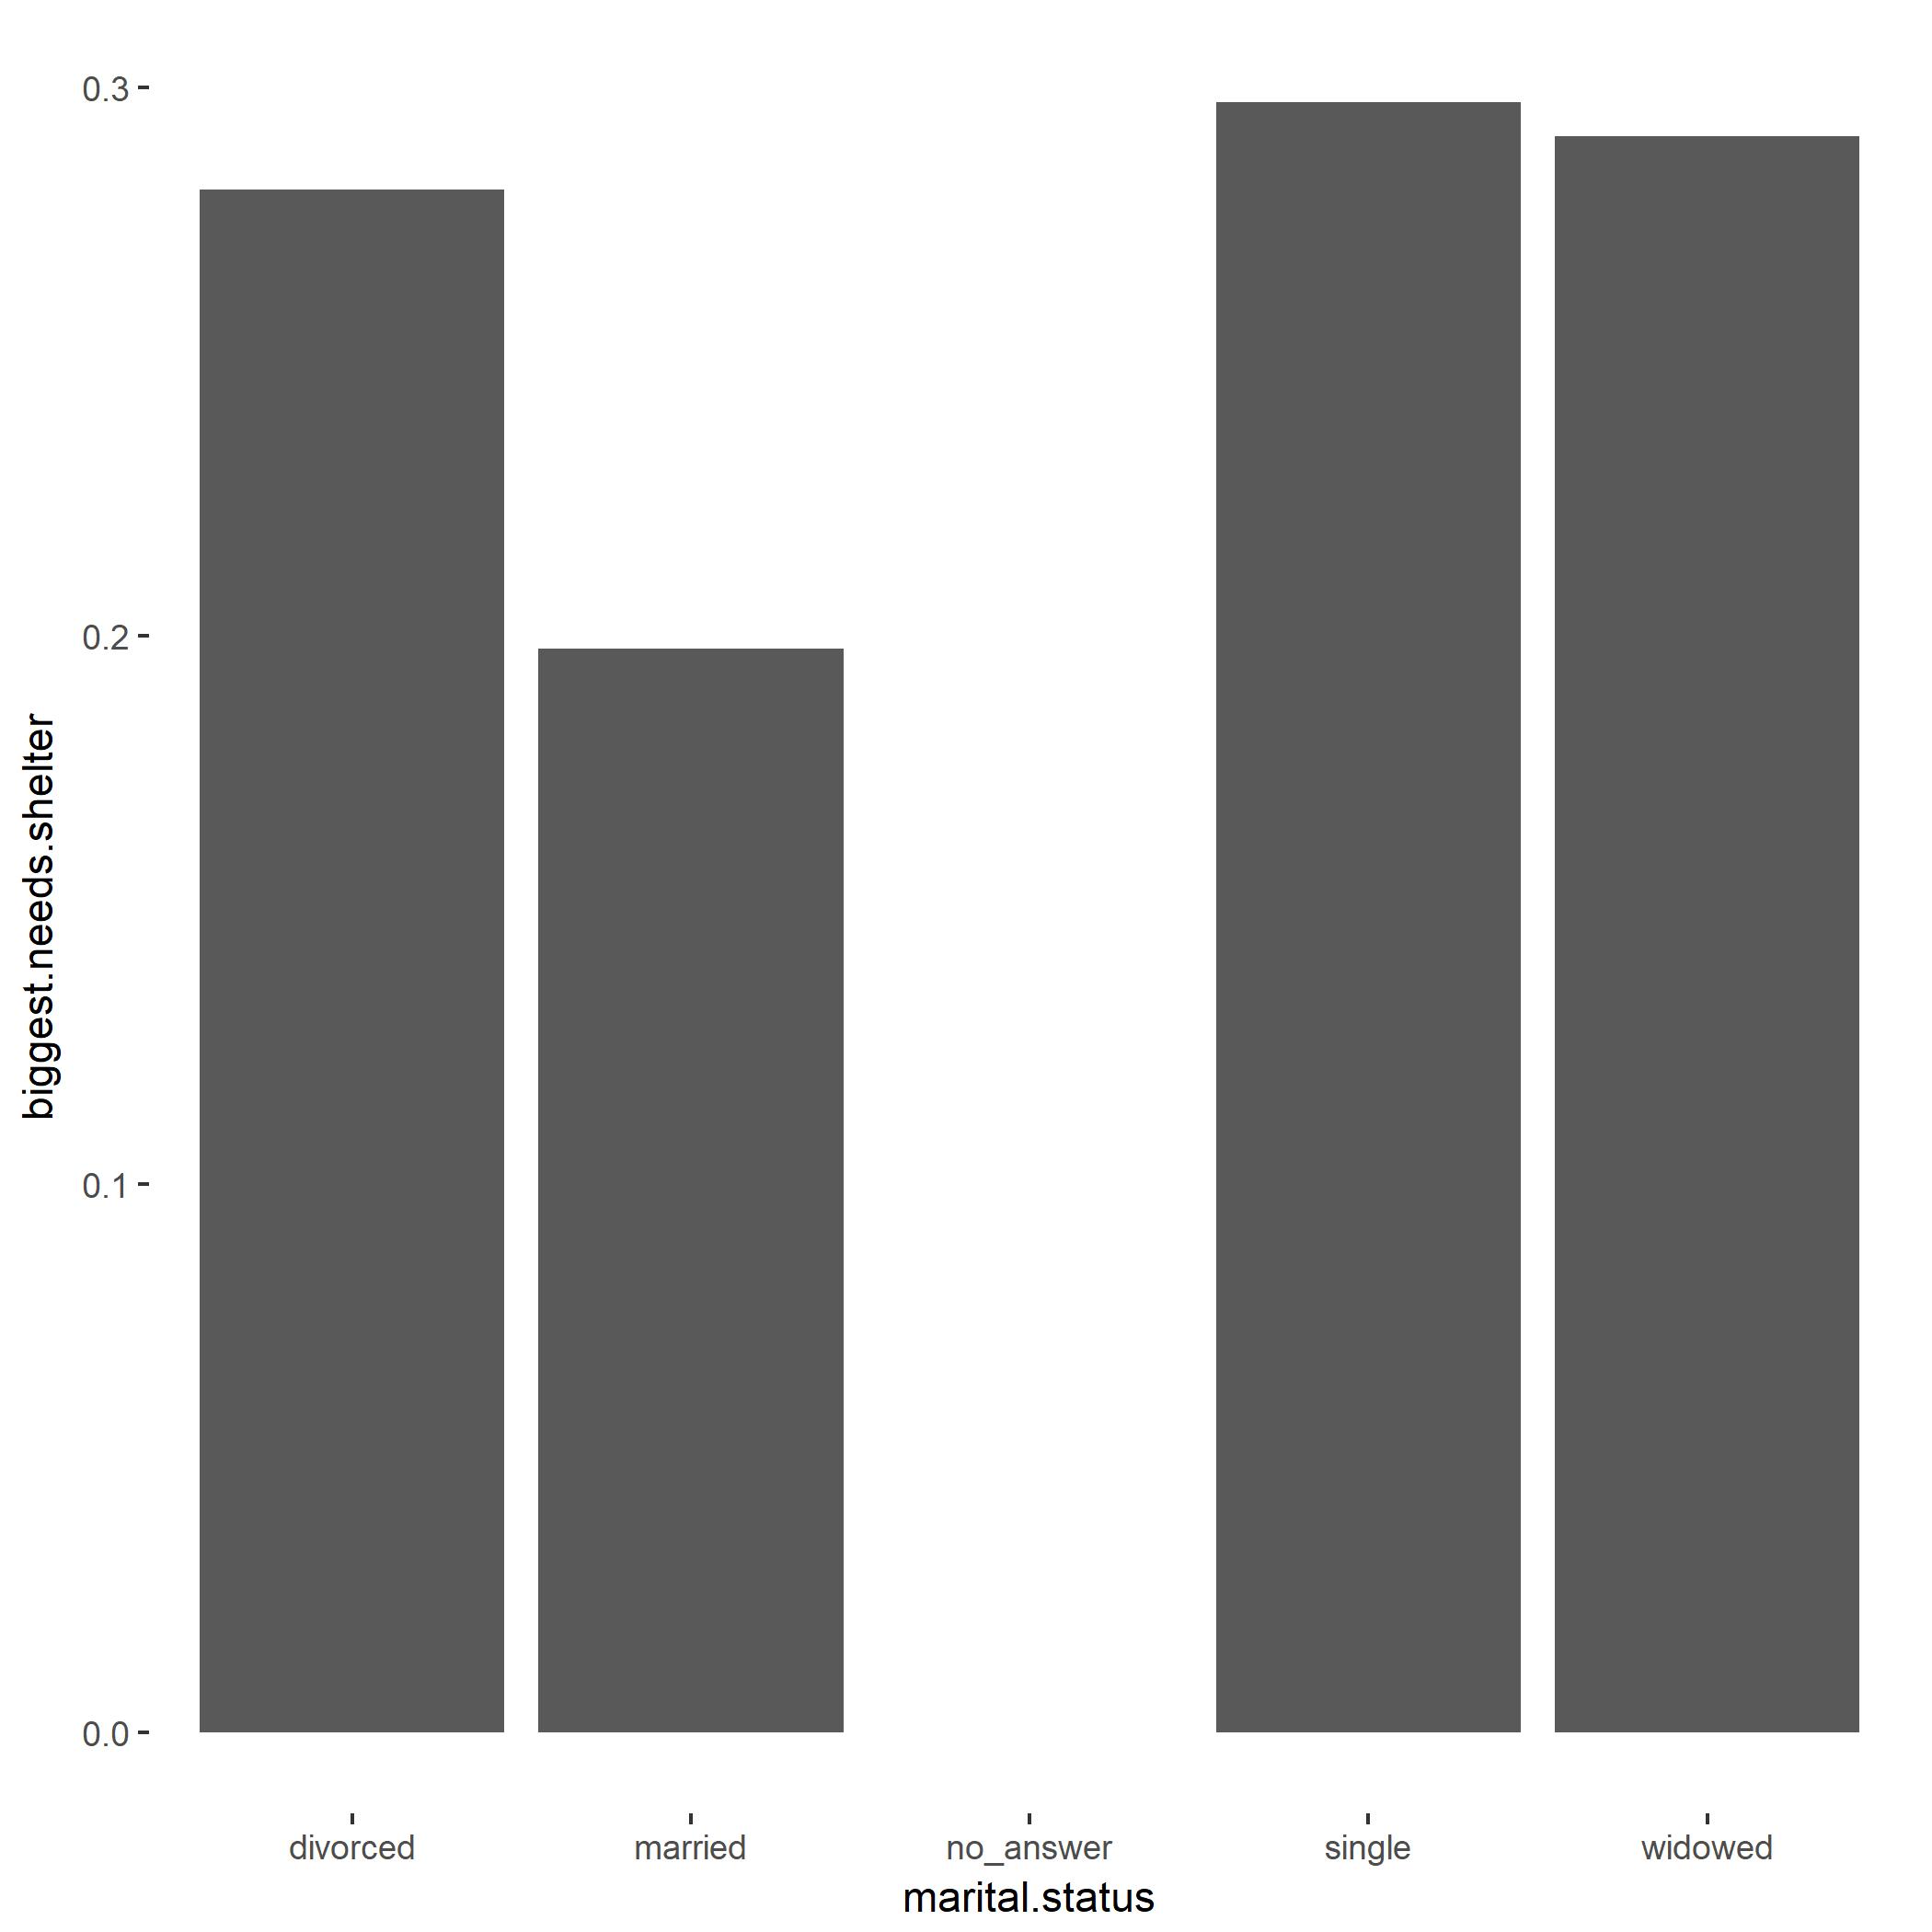 0.3
0.2
0.1
0.0
biggest.needs.shelter
divorced married no_answer single widowed
marital.status